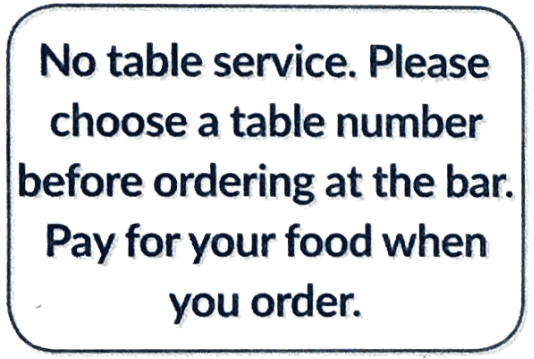 No table service. Please
choose a table number
before ordering at the bar.
Pay for your food when
you order.